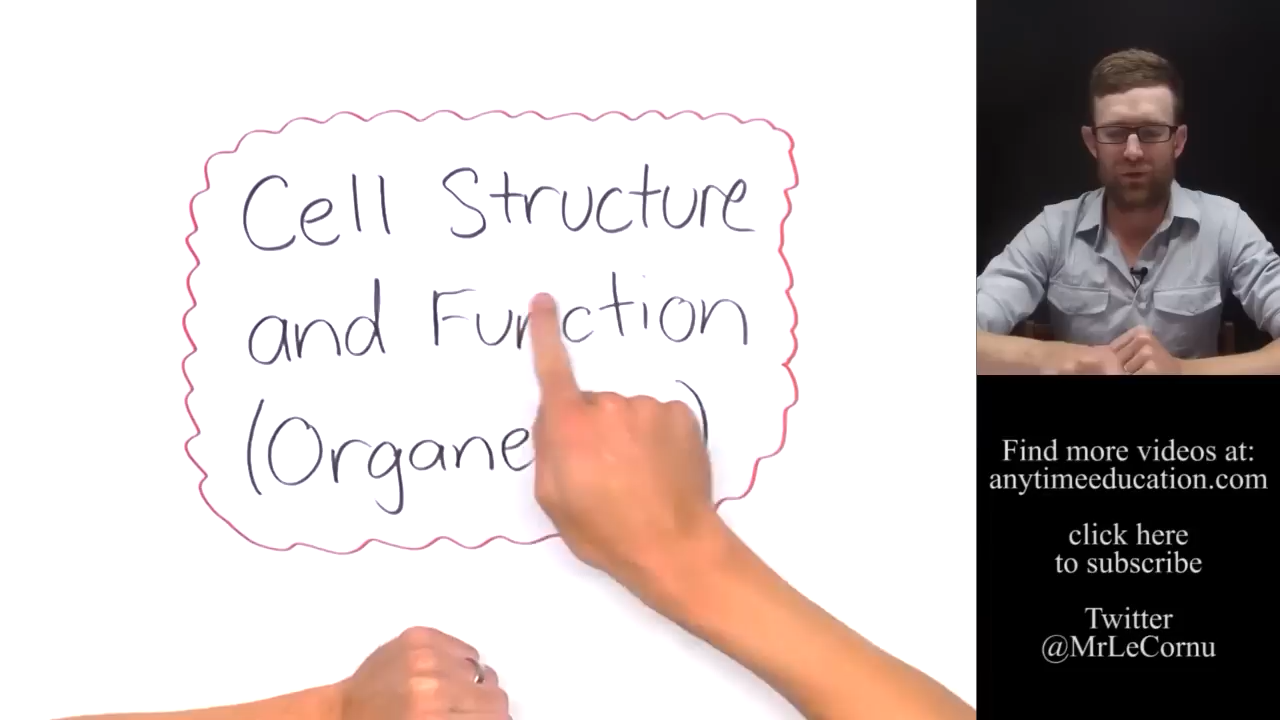 Cell Structure
and Function
(Organe )
Find more videos at:
anytimeeducation.com
click here
to subscribe
Twitter
@MrLeCornu